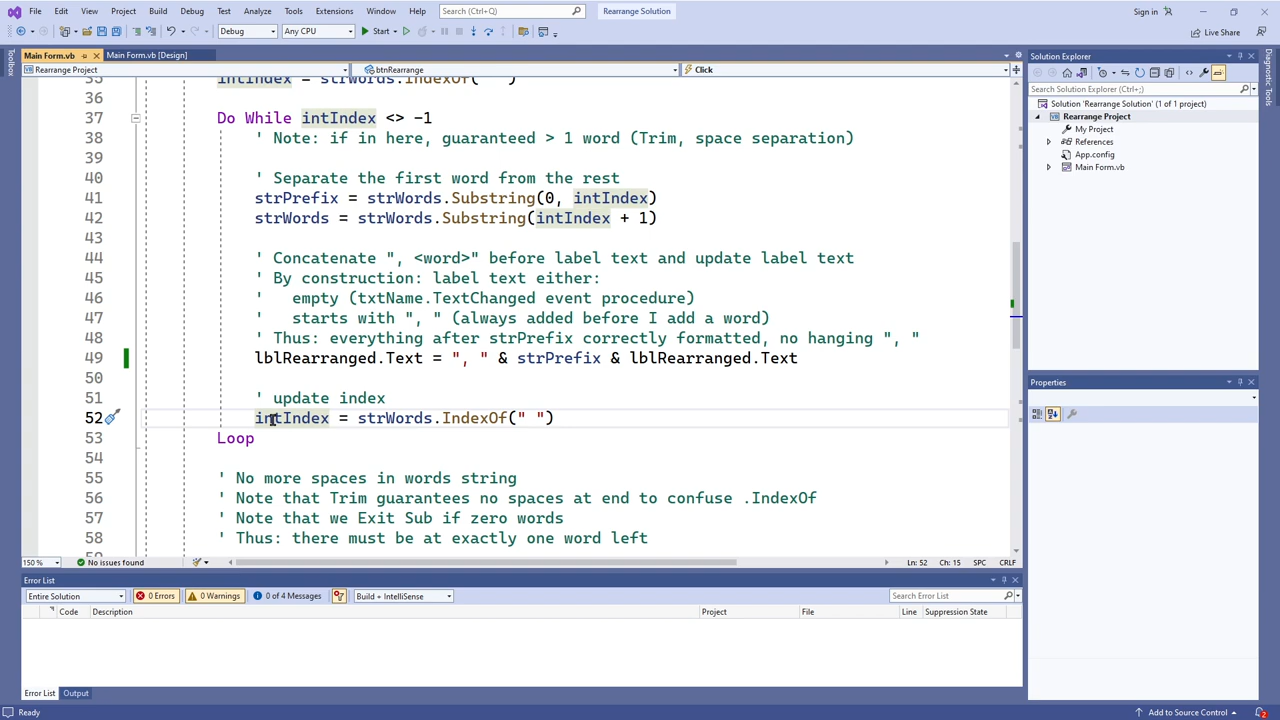 File Edit View Project Build Debug Test Analyze Tools Extensions Window Help Search (Ctrl+Q) Rearrange Solution Sign in
Debug Any CPU Start Live Share
Main Form.vb Main Form.vb [Design]
Rearrange Project btnRearrange Click
35 intIndex = strWords.IndexOf(" ")
36
37 Do While intIndex <> -1
38 ' Note: if in here, guaranteed > 1 word (Trim, space separation)
39
40 ' Separate the first word from the rest
41 strPrefix = strWords.Substring(0, intIndex)
42 strWords = strWords.Substring(intIndex + 1)
43
44 ' Concatenate ", <word>" before label text and update label text
45 ' By construction: label text either:
46 '   empty (txtName.TextChanged event procedure)
47 '   starts with ", " (always added before I add a word)
48 ' Thus: everything after strPrefix correctly formatted, no hanging ", "
49 lblRearranged.Text = ", " & strPrefix & lblRearranged.Text
50
51 ' update index
52 intIndex = strWords.IndexOf(" ")
53 Loop
54
55 ' No more spaces in words string
56 ' Note that Trim guarantees no spaces at end to confuse .IndexOf
57 ' Note that we Exit Sub if zero words
58 ' Thus: there must be at exactly one word left
150 % No issues found Ln: 52 Ch: 15 SPC CRLF
Error List
Entire Solution 0 Errors 0 Warnings 0 of 4 Messages Build + IntelliSense Search Error List
Code Description Project File Line Suppression State
Error List Output
Ready Add to Source Control 2
Solution Explorer
Search Solution Explorer (Ctrl+;)
Solution 'Rearrange Solution' (1 of 1 project)
Rearrange Project
My Project
References
App.config
Main Form.vb
Properties
Toolbox
Diagnostic Tools